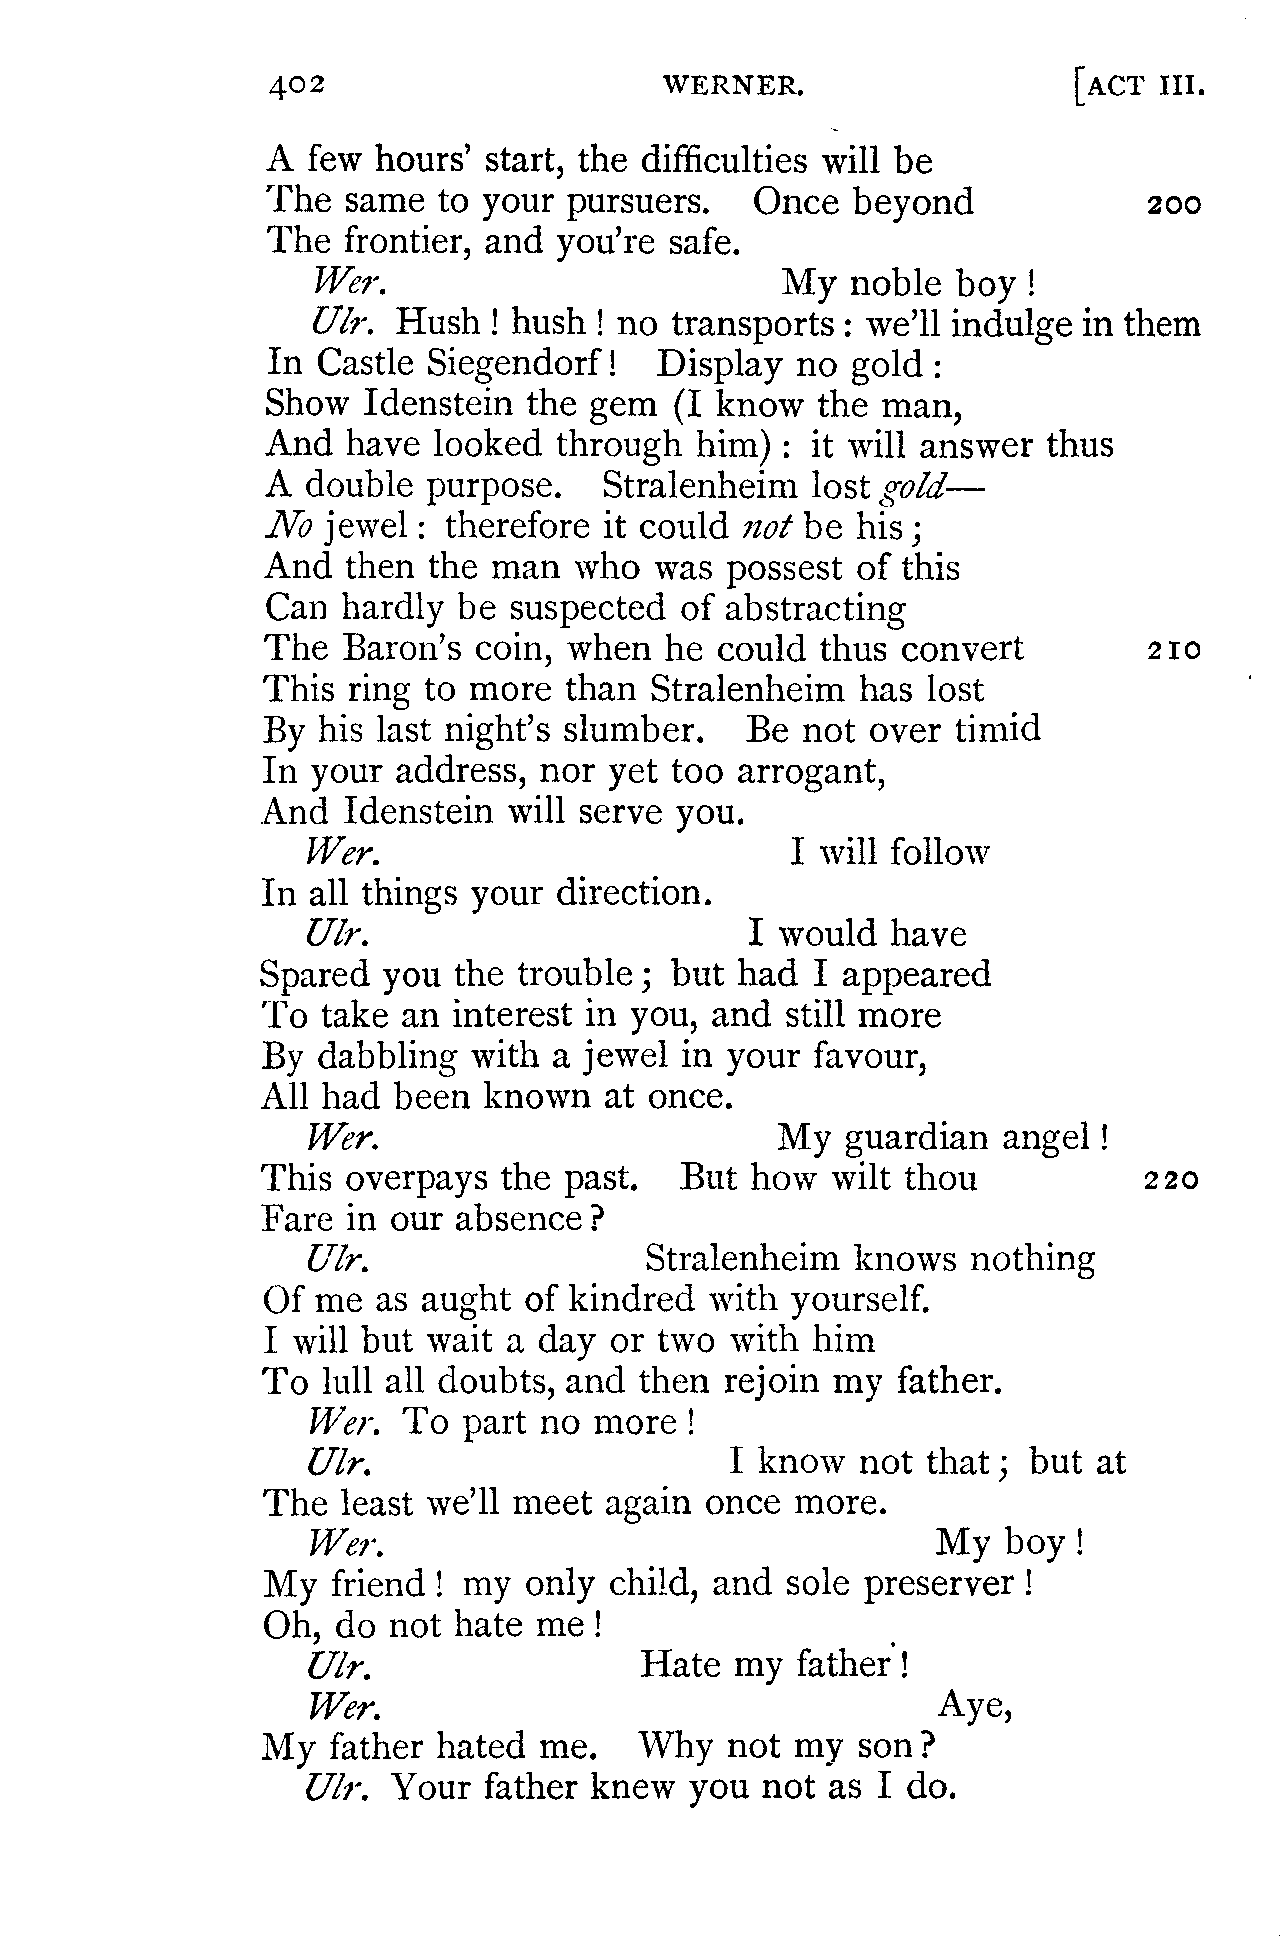 402 WERNER. [ACT III.
A few hours' start, the difficulties will be
The same to your pursuers. Once beyond 200
The frontier, and you're safe.
Wer. My noble boy!
Ulr. Hush! hush! no transports: we'll indulge in them
In Castle Siegendorf! Display no gold:
Show Idenstein the gem (I know the man,
And have looked through him): it will answer thus
A double purpose. Stralenheim lost gold—
No jewel: therefore it could not be his;
And then the man who was possest of this
Can hardly be suspected of abstracting
The Baron's coin, when he could thus convert 210
This ring to more than Stralenheim has lost
By his last night's slumber. Be not over timid
In your address, nor yet too arrogant,
And Idenstein will serve you.
Wer. I will follow
In all things your direction.
Ulr. I would have
Spared you the trouble; but had I appeared
To take an interest in you, and still more
By dabbling with a jewel in your favour,
All had been known at once.
Wer. My guardian angel!
This overpays the past. But how wilt thou 220
Fare in our absence?
Ulr. Stralenheim knows nothing
Of me as aught of kindred with yourself.
I will but wait a day or two with him
To lull all doubts, and then rejoin my father.
Wer. To part no more!
Ulr. I know not that; but at
The least we'll meet again once more.
Wer. My boy!
My friend! my only child, and sole preserver!
Oh, do not hate me!
Ulr. Hate my father!
Wer. Aye,
My father hated me. Why not my son?
Ulr. Your father knew you not as I do.